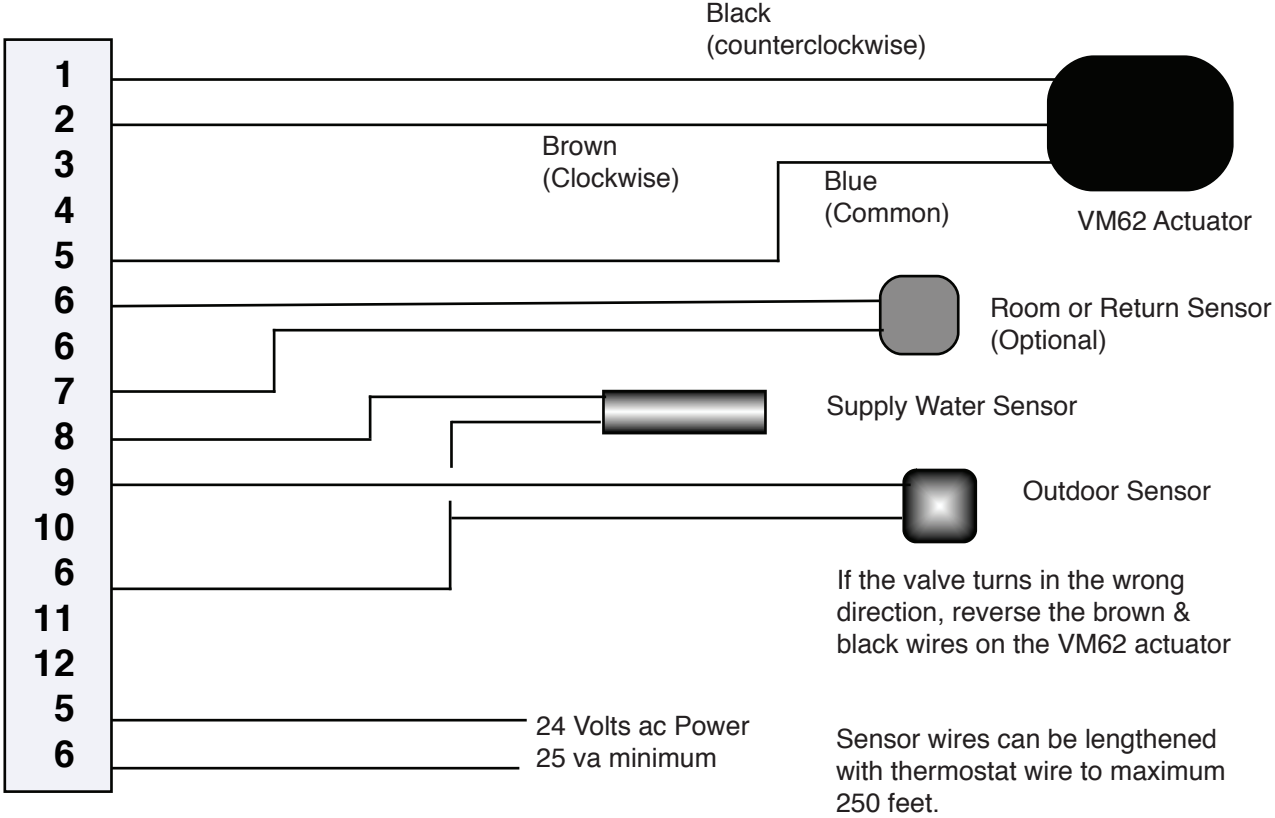 Black
(counterclockwise)
1
2
Brown
(Clockwise)
3
Blue
(Common)
4
VM62 Actuator
5
6
Room or Return Sensor
(Optional)
6
7
Supply Water Sensor
8
9
Outdoor Sensor
10
6
If the valve turns in the wrong
direction, reverse the brown &
black wires on the VM62 actuator
11
12
5
24 Volts ac Power
25 va minimum
6
Sensor wires can be lengthened
with thermostat wire to maximum
250 feet.